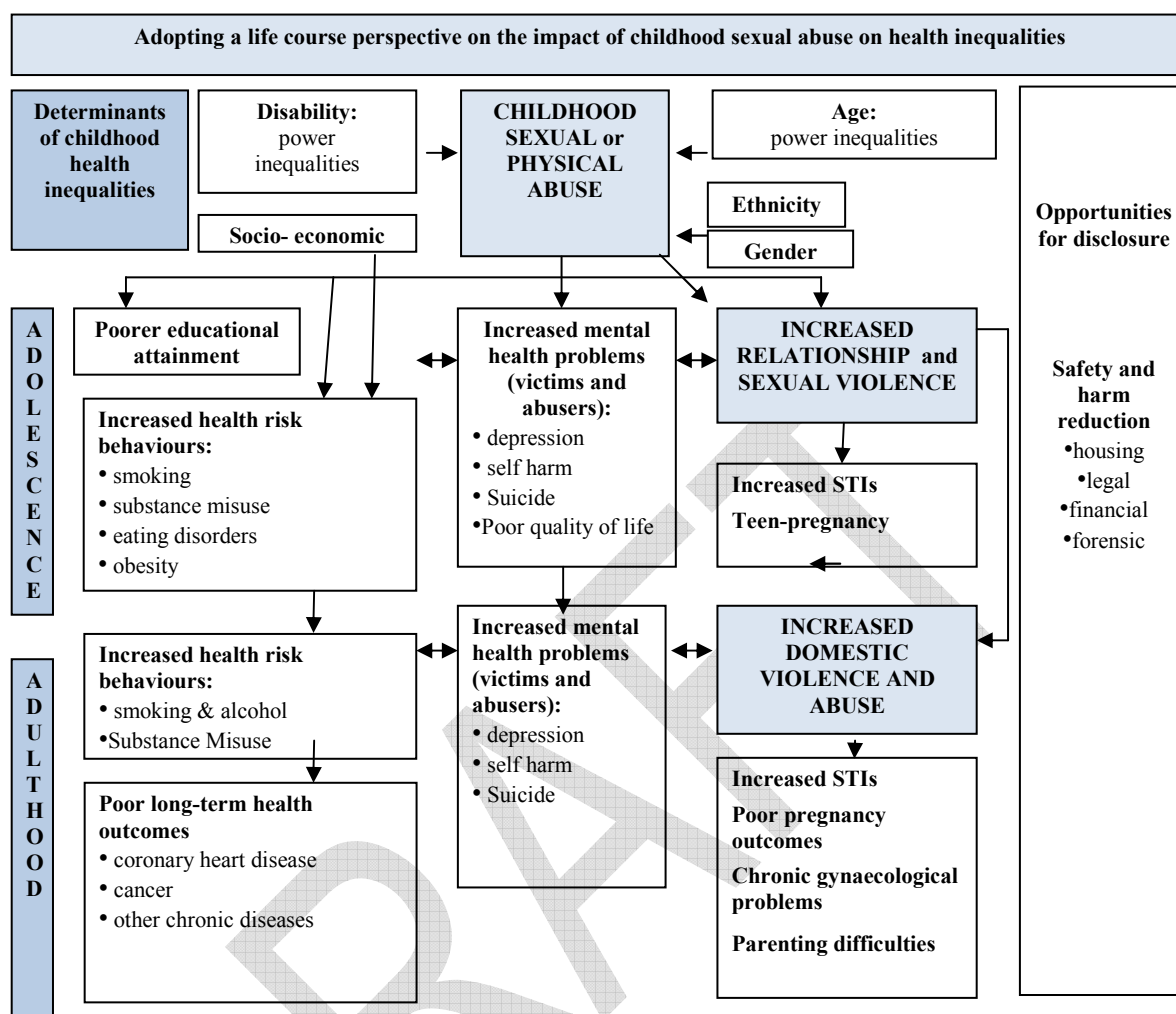 Adopting a life course perspective on the impact of childhood sexual abuse on health inequalities
Determinants
of childhood
health
inequalities
Disability:
power
inequalities
CHILDHOOD
SEXUAL or
PHYSICAL
ABUSE
Age:
power inequalities
Ethnicity
Gender
Socio- economic
Opportunities
for disclosure
Safety and
harm
reduction
•housing
•legal
•financial
•forensic
A
D
O
L
E
S
C
E
N
C
E
Poorer educational
attainment
Increased health risk
behaviours:
• smoking
• substance misuse
• eating disorders
• obesity
Increased mental
health problems
(victims and
abusers):
• depression
• self harm
• Suicide
•Poor quality of life
INCREASED
RELATIONSHIP and
SEXUAL VIOLENCE
Increased STIs
Teen-pregnancy
A
D
U
L
T
H
O
O
D
Increased health risk
behaviours:
• smoking & alcohol
•Substance Misuse
Poor long-term health
outcomes
• coronary heart disease
• cancer
• other chronic diseases
Increased mental
health problems
(victims and
abusers):
• depression
• self harm
• Suicide
INCREASED
DOMESTIC
VIOLENCE AND
ABUSE
Increased STIs
Poor pregnancy
outcomes
Chronic gynaecological
problems
Parenting difficulties
RAFT